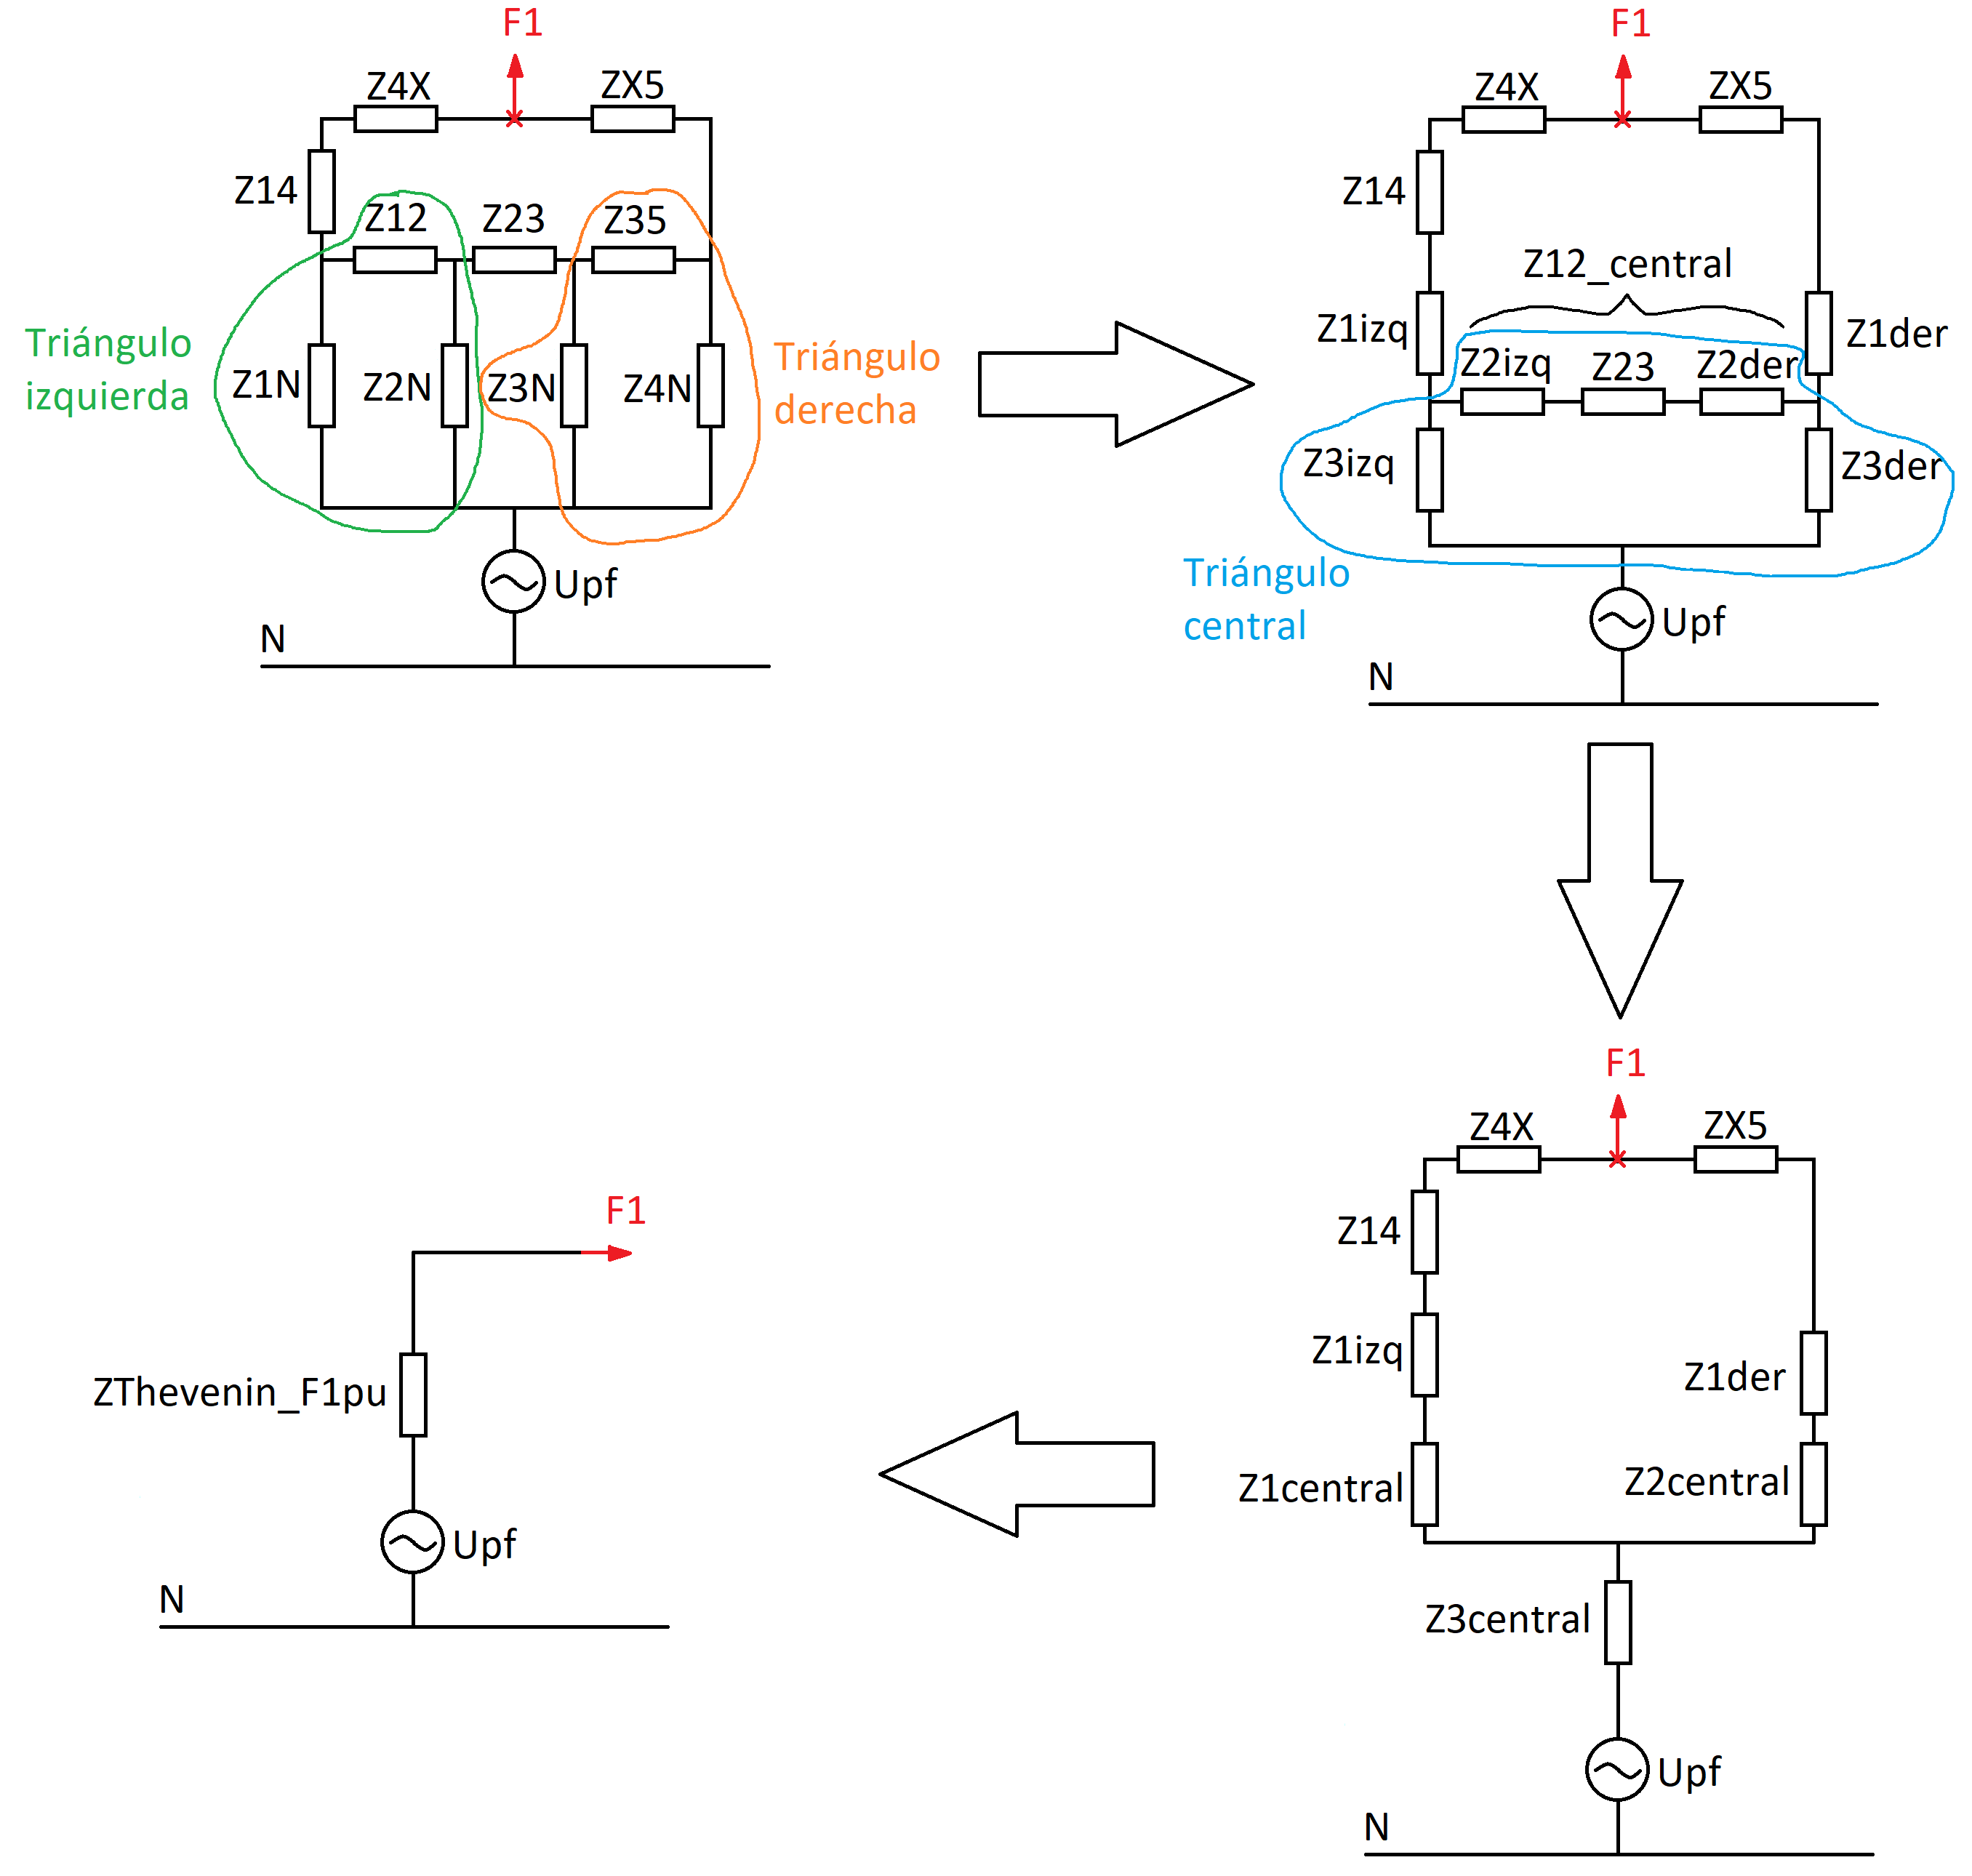 F1
Z4X
ZX5
Z14
Z12
Z23
Z35
Triángulo
izquierda
Z1N
Z2N
Z3N
Z4N
Triángulo
derecha
Upf
N
F1
Z4X
ZX5
Z14
Z12_central
Z1izq
Z2izq
Z23
Z2der
Z1der
Z3izq
Z3der
Triángulo
central
Upf
N
F1
Z4X
ZX5
Z14
Z1izq
Z1der
Z1central
Z2central
Z3central
Upf
N
F1
ZThevenin_F1pu
Upf
N